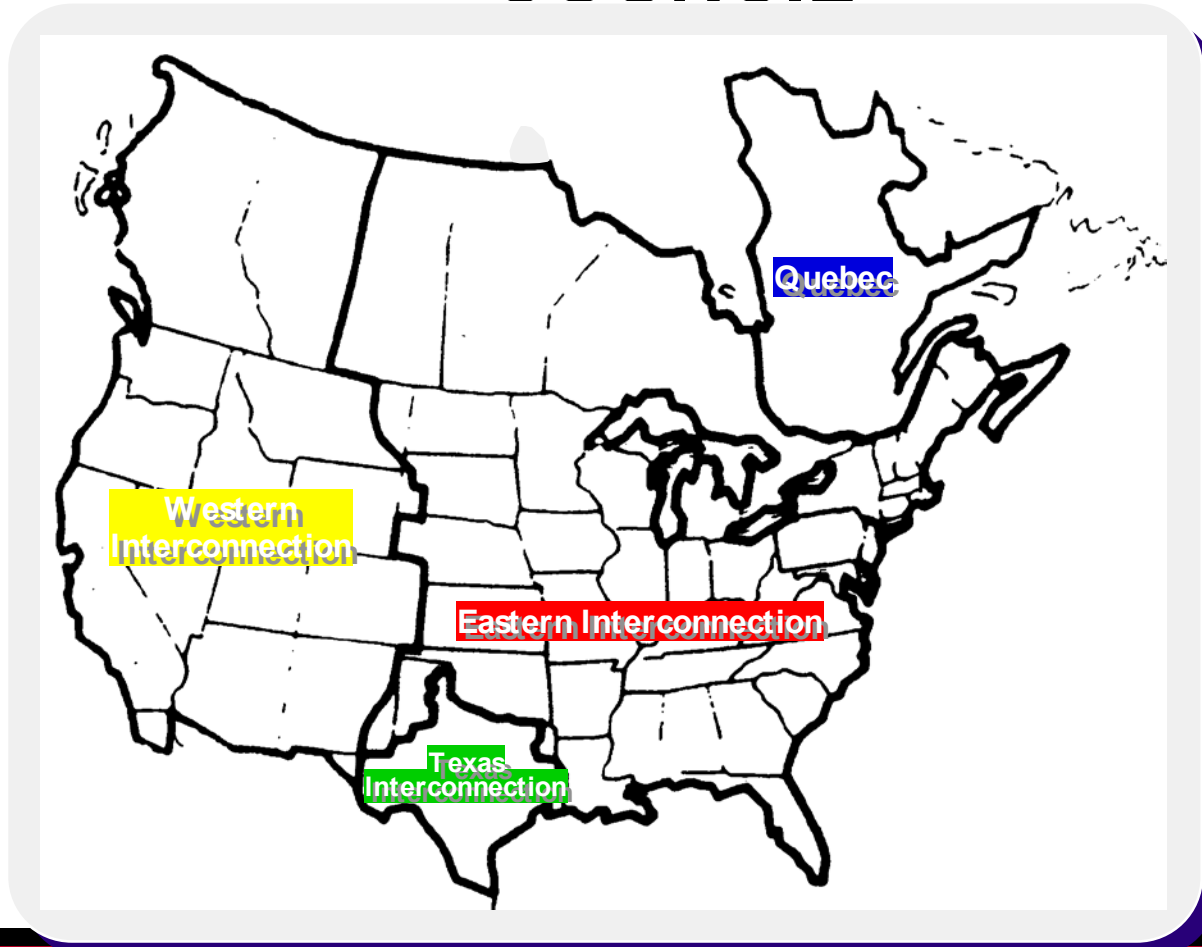 Quebec
Western
Interconnection
Eastern Interconnection
Texas
Interconnection